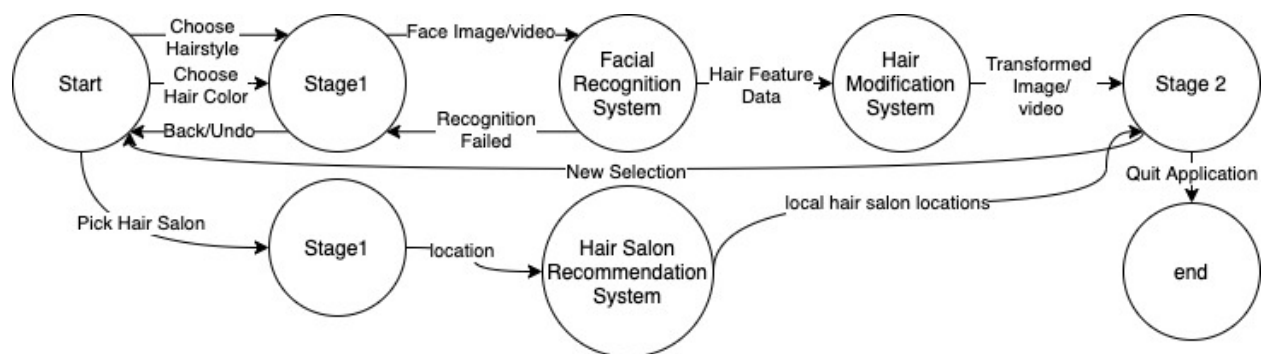 Choose
Hairstyle
Face Image/video
Start
Choose
Hair Color
Stage1
Facial
Recognition
System
Hair Feature
Data
Hair
Modification
System
Transformed
Image/
video
Stage 2
Back/Undo
Recognition
Failed
New Selection
Quit Application
Pick Hair Salon
Stage1
location
Hair Salon
Recommendation
System
local hair salon locations
end